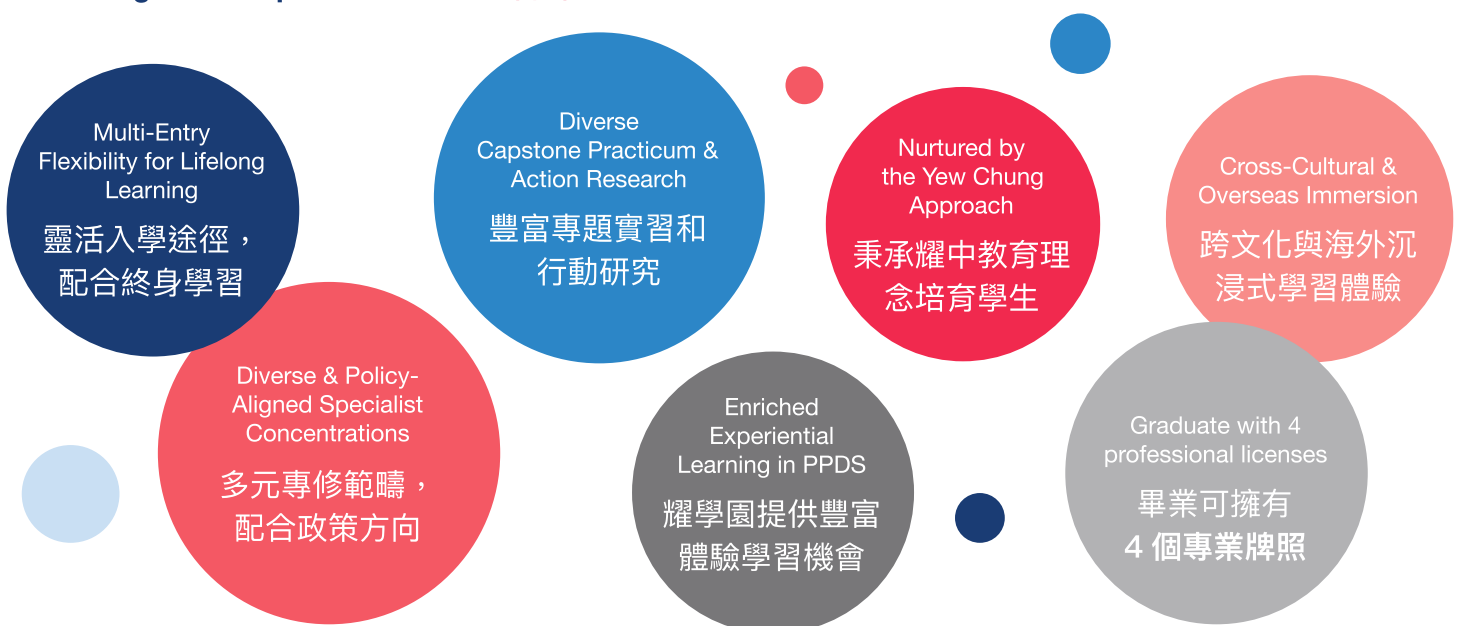 Multi-Entry
Flexibility for Lifelong
Learning
靈活入學途徑，
配合終身學習
Diverse & Policy-
Aligned Specialist
Concentrations
多元專修範疇，
配合政策方向
Diverse
Capstone Practicum &
Action Research
豐富專題實習和
行動研究
Enriched
Experiential
Learning in PPDS
耀學園提供豐富
體驗學習機會
Nurtured by
the Yew Chung
Approach
秉承耀中教育理
念培育學生
Cross-Cultural &
Overseas Immersion
跨文化與海外沉
浸式學習體驗
Graduate with 4
professional licenses
畢業可擁有
4 個專業牌照